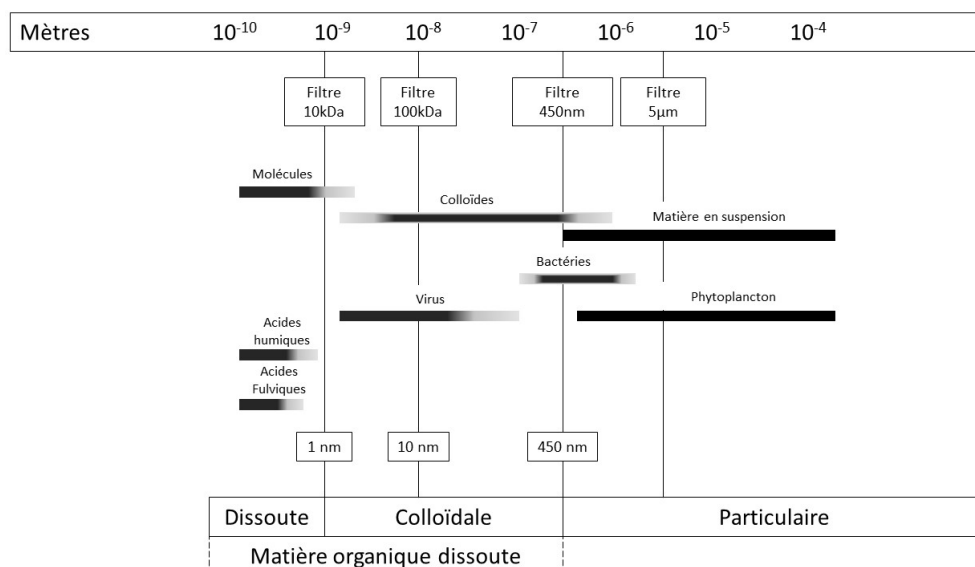 Mètres 10⁻¹⁰ 10⁻⁹ 10⁻⁸ 10⁻⁷ 10⁻⁶ 10⁻⁵ 10⁻⁴
Filtre
10kDa
Filtre
100kDa
Filtre
450nm
Filtre
5µm
Molécules
Colloïdes
Matière en suspension
Bactéries
Virus
Phytoplancton
Acides
humiques
Acides
Fulviques
1 nm
10 nm
450 nm
Dissoute
Colloïdale
Particulaire
Matière organique dissoute